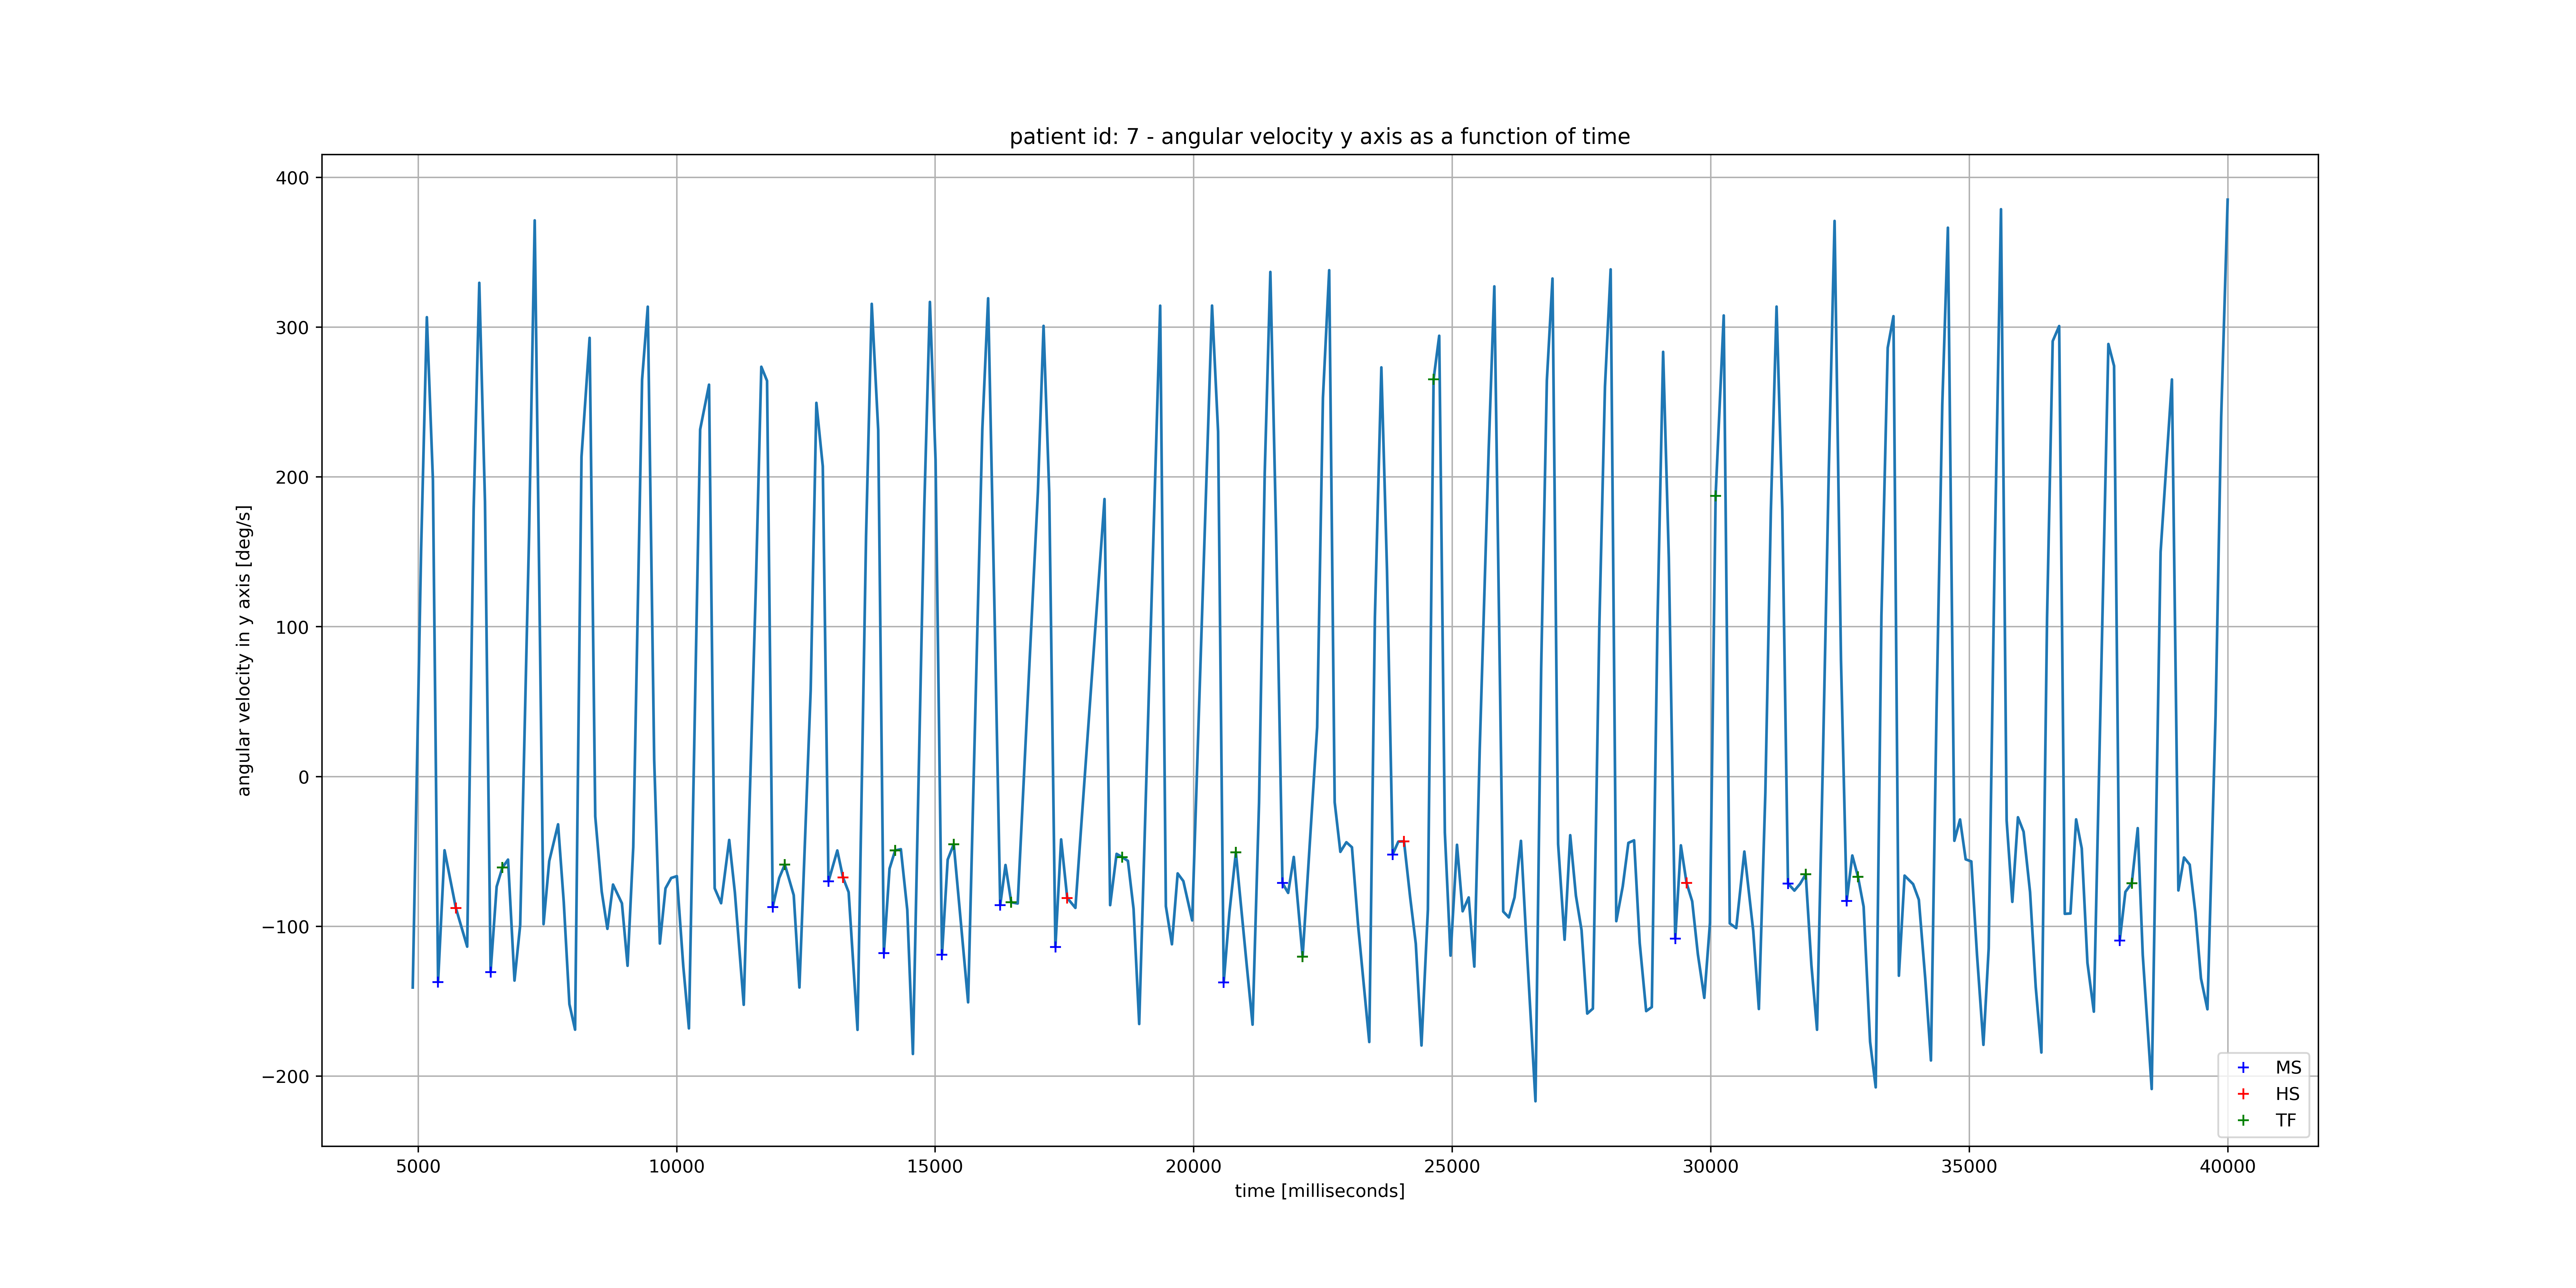 patient id: 7 - angular velocity y axis as a function of time
angular velocity in y axis [deg/s]
400
300
200
100
0
−100
−200
5000
10000
15000
20000
25000
30000
35000
40000
time [milliseconds]
MS
HS
TF